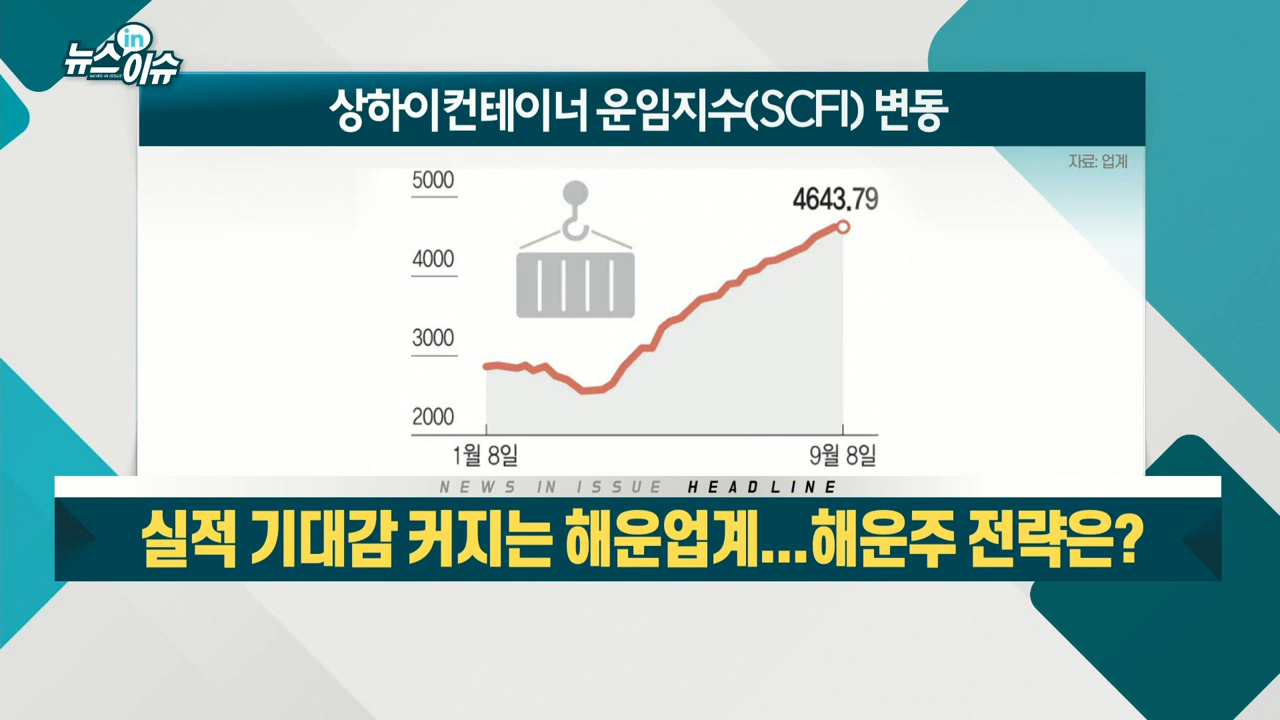 뉴스in이슈
NEWS IN ISSUE
상하이컨테이너 운임지수(SCFI) 변동
자료: 업계
5000
4643.79
4000
3000
2000
1월 8일
9월 8일
NEWS IN ISSUE HEADLINE
실적 기대감 커지는 해운업계...해운주 전략은?